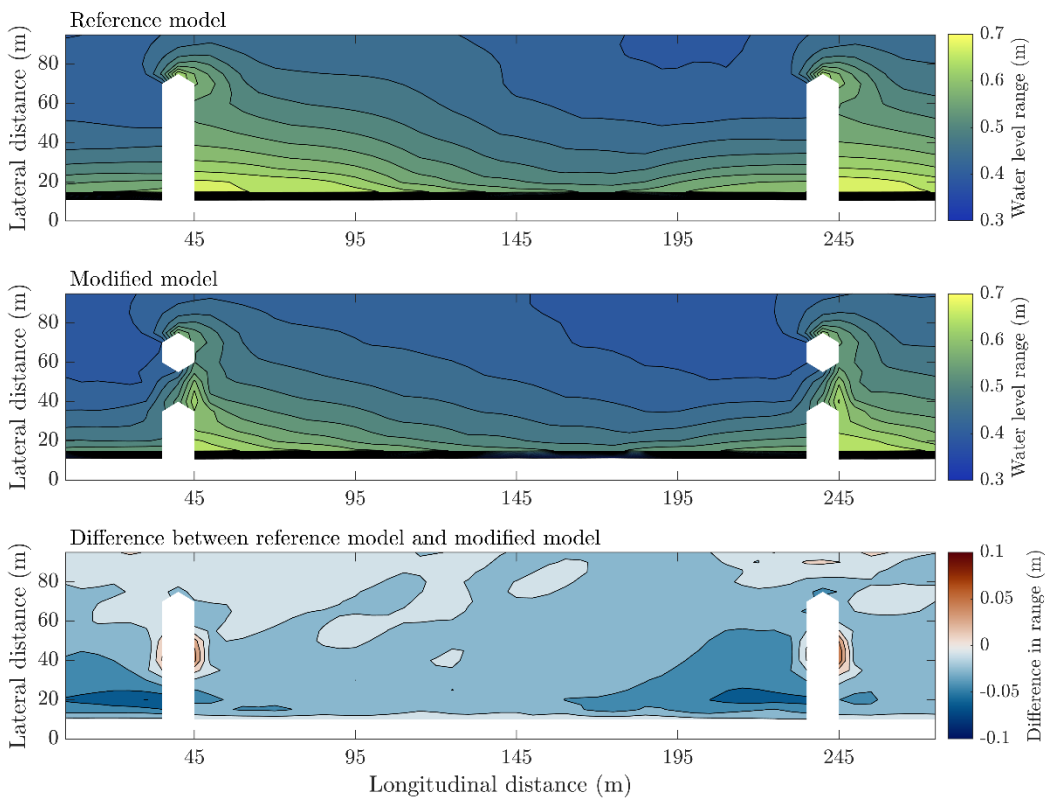 Reference model
Lateral distance (m)
80
60
40
20
0
45 95 145 195 245
0.7
0.6
0.5
0.4
0.3
Water level range (m)
Modified model
Lateral distance (m)
80
60
40
20
0
45 95 145 195 245
0.7
0.6
0.5
0.4
0.3
Water level range (m)
Difference between reference model and modified model
Lateral distance (m)
80
60
40
20
0
45 95 145 195 245
Longitudinal distance (m)
0.1
0.05
0
-0.05
-0.1
Difference in range (m)